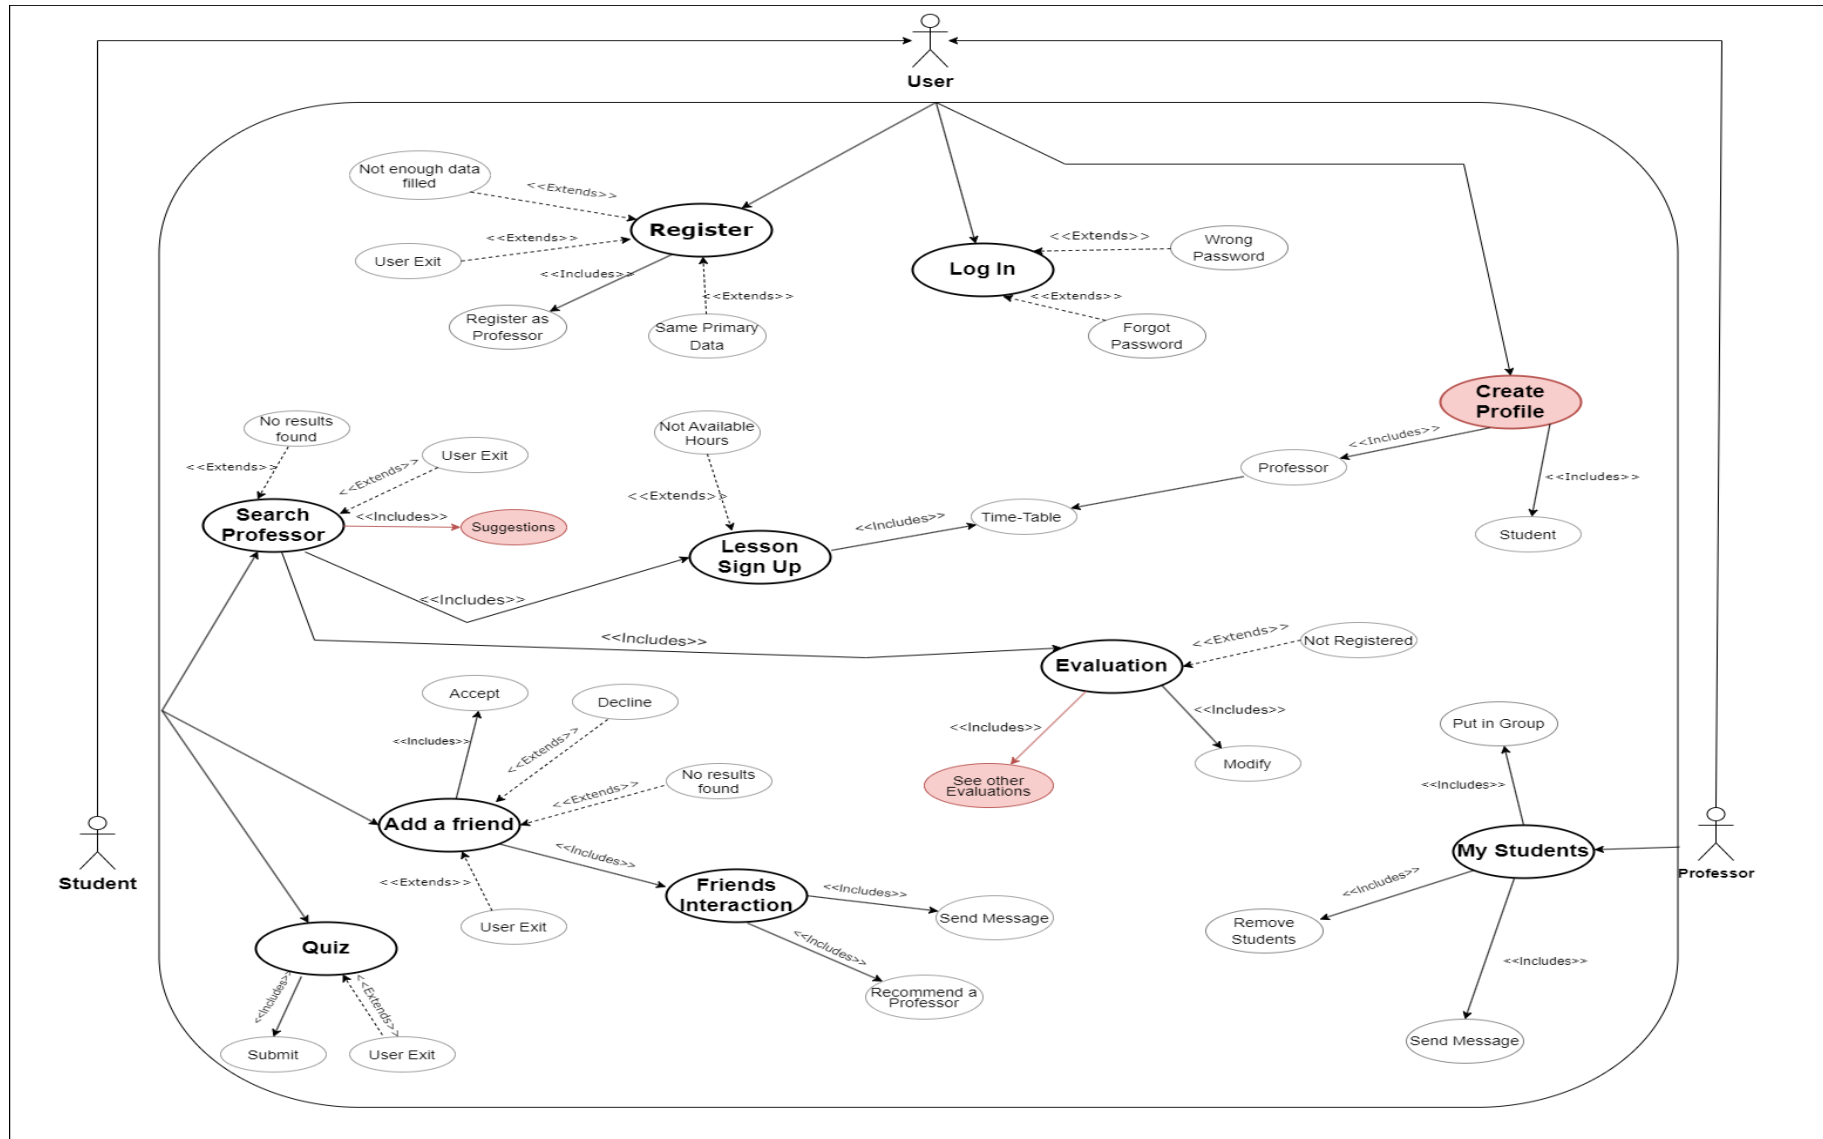 User
Not enough data
filled
<<Extends>>
Register
User Exit
<<Extends>>
<<Includes>>
Register as
Professor
<<Extends>>
Same Primary
Data
Log In
<<Extends>>
Wrong
Password
<<Extends>>
Forgot
Password
Create
Profile
<<Includes>>
Professor
<<Includes>>
Student
No results
found
<<Extends>>
User Exit
<<Extends>>
Search
Professor
<<Includes>>
Suggestions
Not Available
Hours
<<Extends>>
Lesson
Sign Up
<<Includes>>
Time-Table
<<Includes>>
<<Includes>>
Evaluation
<<Extends>>
Not Registered
<<Includes>>
See other
Evaluations
<<Includes>>
Modify
Accept
<<Includes>>
Decline
<<Extends>>
No results
found
<<Extends>>
Add a friend
<<Extends>>
User Exit
<<Includes>>
Friends
Interaction
<<Includes>>
Send Message
<<Includes>>
Recommend a
Professor
Put in Group
<<Includes>>
My Students
<<Includes>>
Remove
Students
<<Includes>>
Send Message
Student
Professor
Quiz
<<Includes>>
<<Extends>>
Submit
User Exit